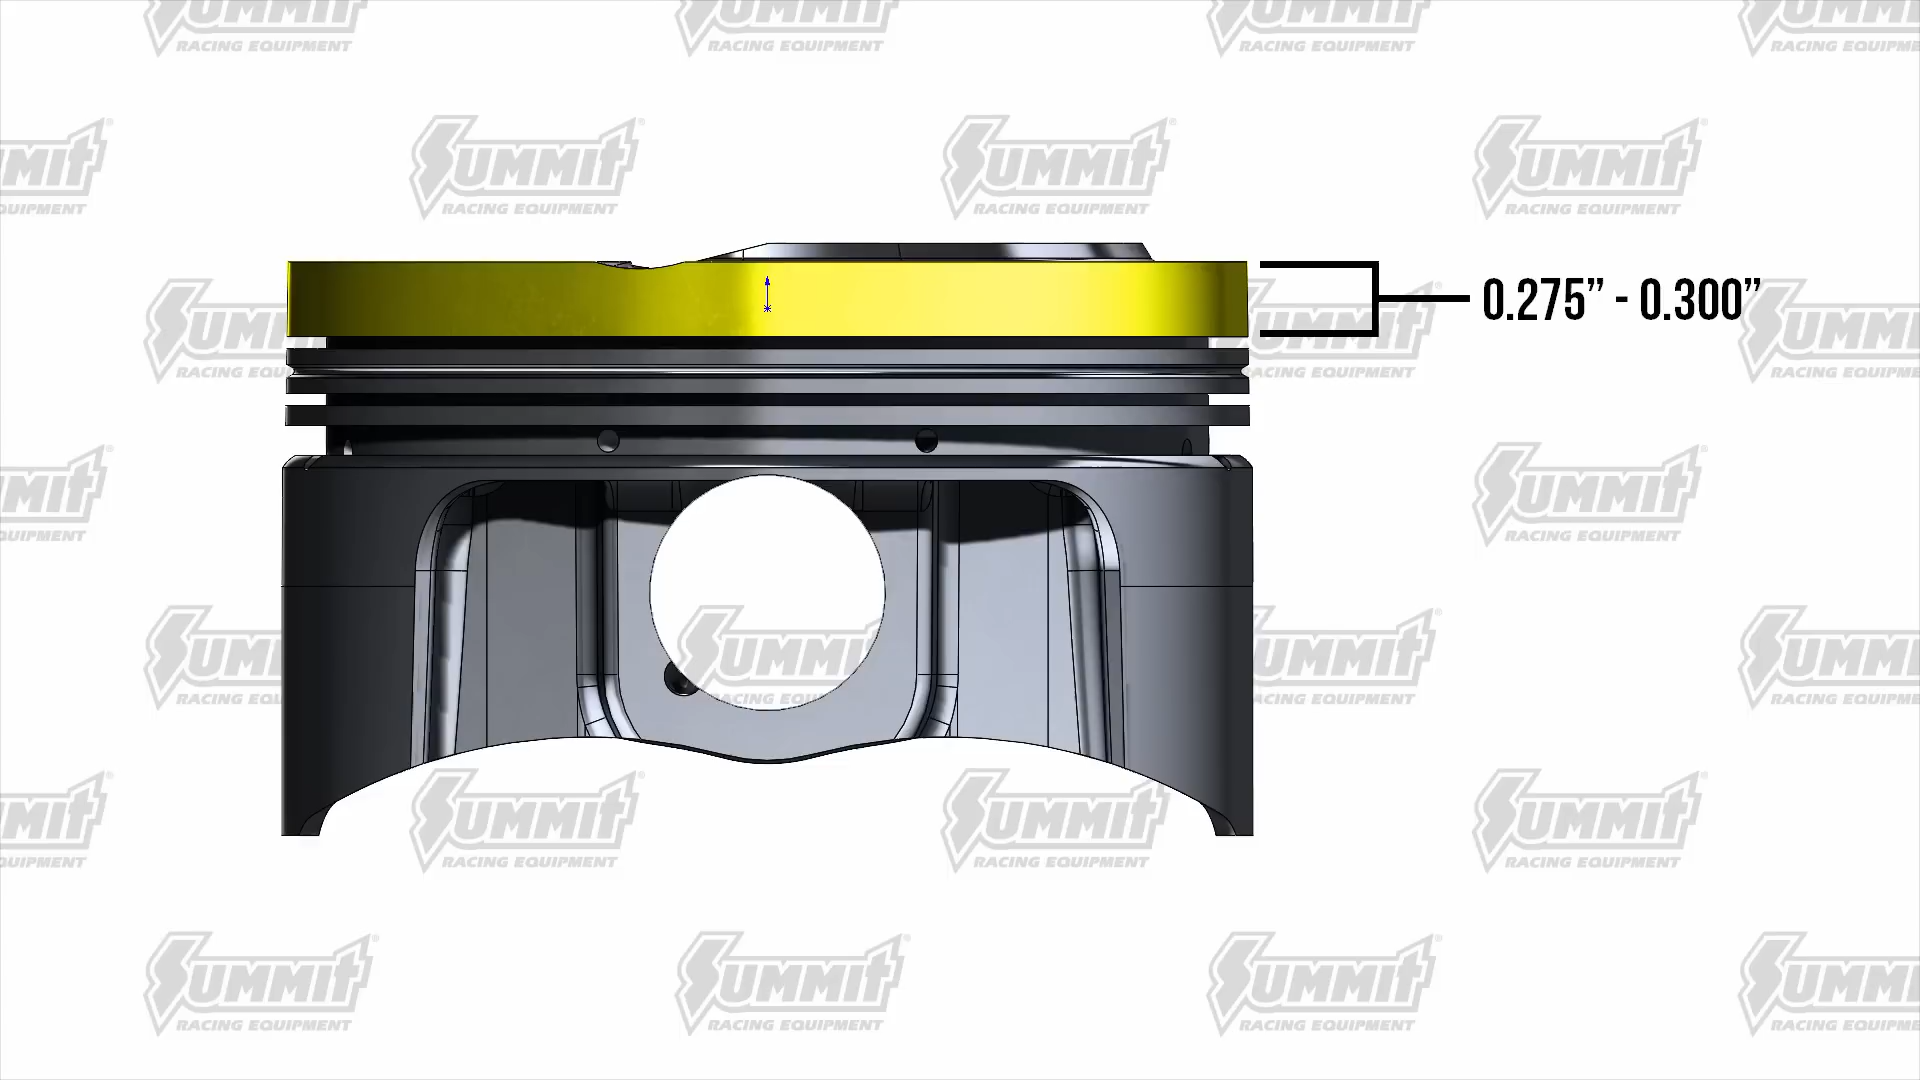 SUMMIT
RACING EQUIPMENT
0.275” - 0.300”